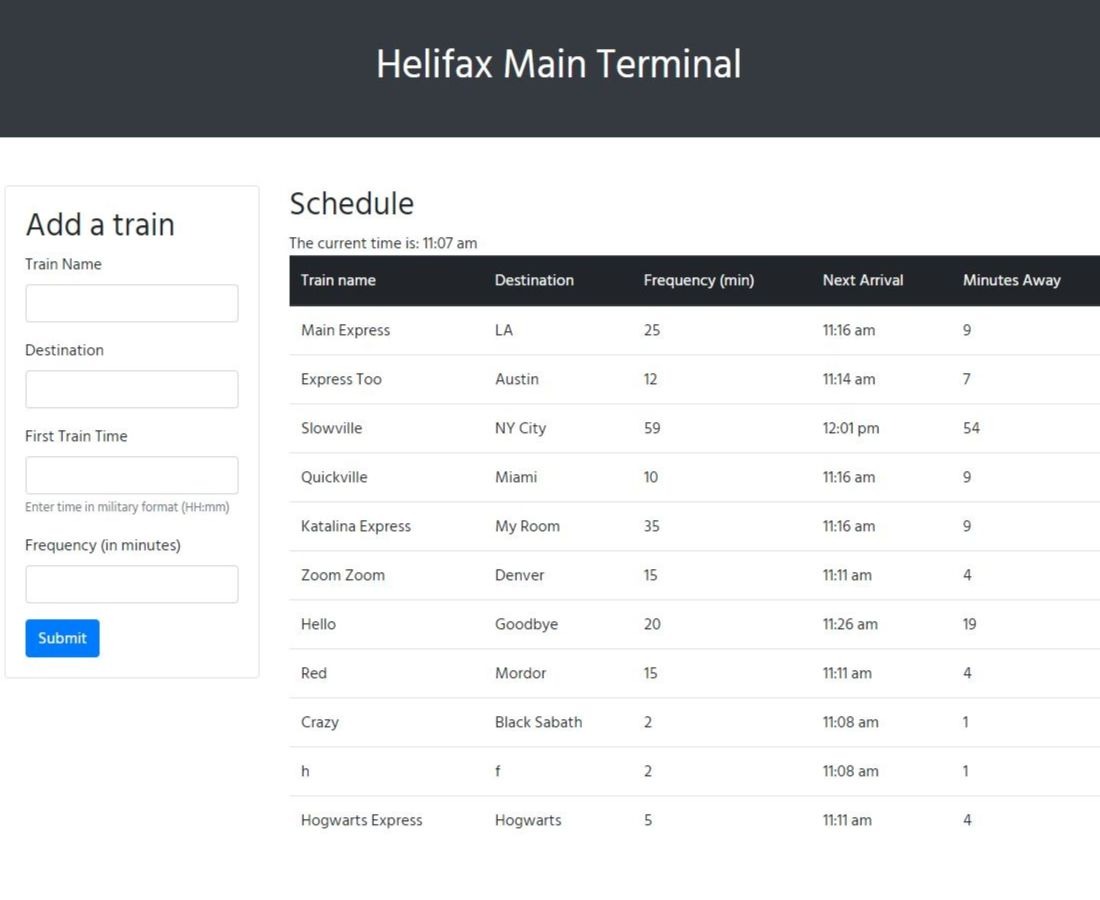 Helifax Main Terminal
Add a train
Train Name
Destination
First Train Time
Enter time in military format (HH:mm)
Frequency (in minutes)
Submit
Schedule
The current time is: 11:07 am
Train name Destination Frequency (min) Next Arrival Minutes Away
Main Express LA 25 11:16 am 9
Express Too Austin 12 11:14 am 7
Slowville NY City 59 12:01 pm 54
Quickville Miami 10 11:16 am 9
Katalina Express My Room 35 11:16 am 9
Zoom Zoom Denver 15 11:11 am 4
Hello Goodbye 20 11:26 am 19
Red Mordor 15 11:11 am 4
Crazy Black Sabath 2 11:08 am 1
h f 2 11:08 am 1
Hogwarts Express Hogwarts 5 11:11 am 4